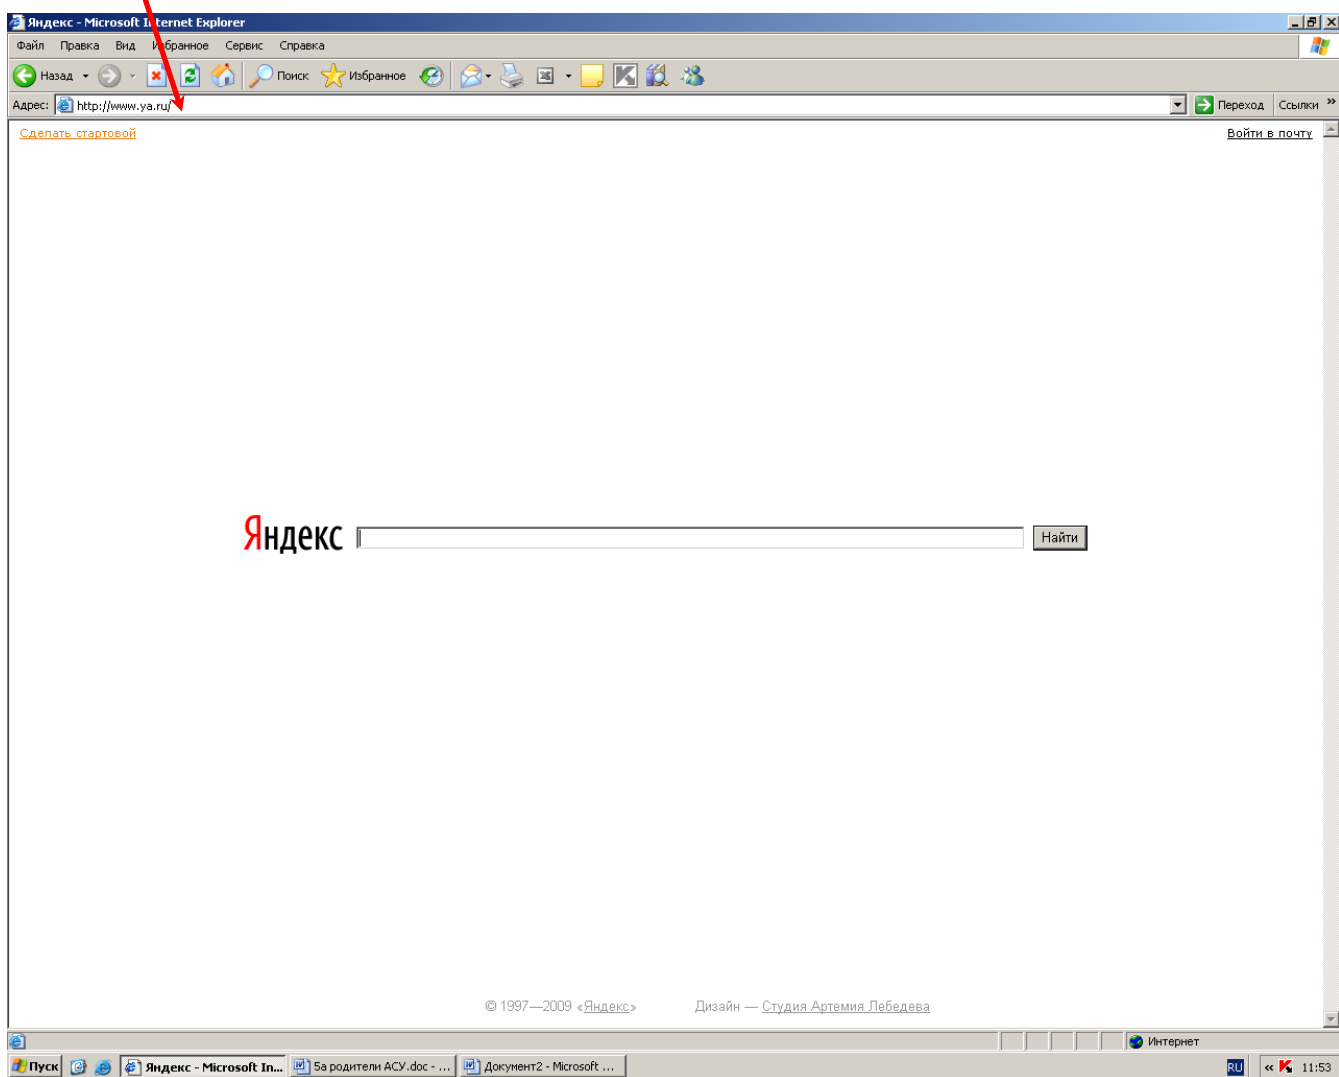 Яндекс - Microsoft Internet Explorer
Файл Правка Вид Избранное Сервис Справка
Назад Поиск Избранное
Адрес: http://www.ya.ru/ Переход Ссылки »
Сделать стартовой Войти в почту
Яндекс Найти
© 1997—2009 «Яндекс» Дизайн — Студия Артемия Лебедева
Интернет
Пуск Яндекс - Microsoft In... 5а родители АСУ.doc - ... Документ2 - Microsoft ... RU « 11:53